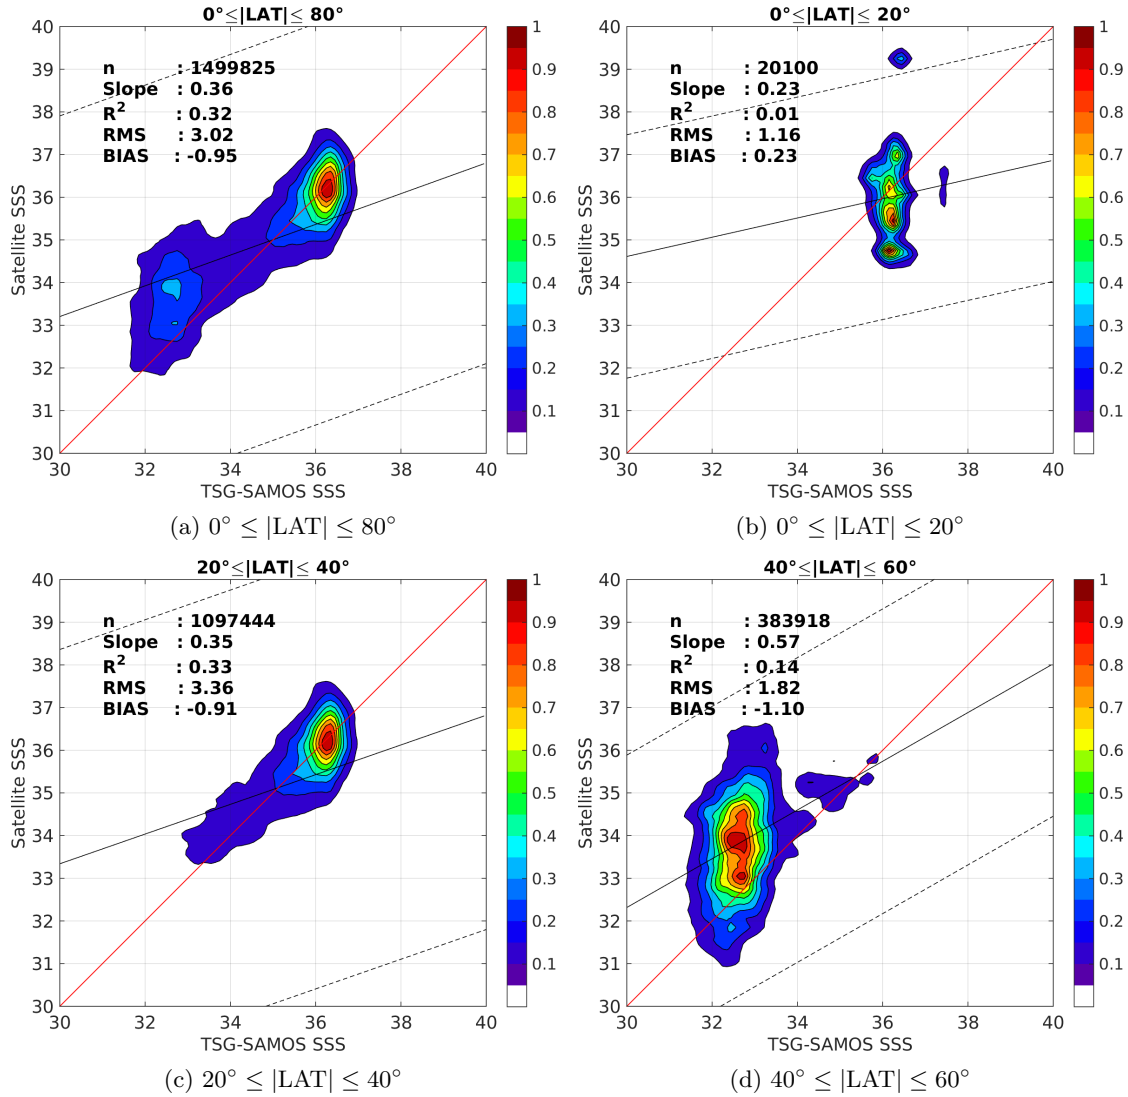 0°≤|LAT|≤ 80°
n : 1499825
Slope : 0.36
R2 : 0.32
RMS : 3.02
BIAS : -0.95
Satellite SSS
40
39
38
37
36
35
34
33
32
31
30
30 32 34 36 38 40
TSG-SAMOS SSS
1
0.9
0.8
0.7
0.6
0.5
0.4
0.3
0.2
0.1
(a) 0° ≤ |LAT| ≤ 80°
0°≤|LAT|≤ 20°
n : 20100
Slope : 0.23
R2 : 0.01
RMS : 1.16
BIAS : 0.23
Satellite SSS
40
39
38
37
36
35
34
33
32
31
30
30 32 34 36 38 40
TSG-SAMOS SSS
1
0.9
0.8
0.7
0.6
0.5
0.4
0.3
0.2
0.1
(b) 0° ≤ |LAT| ≤ 20°
20°≤|LAT|≤ 40°
n : 1097444
Slope : 0.35
R2 : 0.33
RMS : 3.36
BIAS : -0.91
Satellite SSS
40
39
38
37
36
35
34
33
32
31
30
30 32 34 36 38 40
TSG-SAMOS SSS
1
0.9
0.8
0.7
0.6
0.5
0.4
0.3
0.2
0.1
(c) 20° ≤ |LAT| ≤ 40°
40°≤|LAT|≤ 60°
n : 383918
Slope : 0.57
R2 : 0.14
RMS : 1.82
BIAS : -1.10
Satellite SSS
40
39
38
37
36
35
34
33
32
31
30
30 32 34 36 38 40
TSG-SAMOS SSS
1
0.9
0.8
0.7
0.6
0.5
0.4
0.3
0.2
0.1
(d) 40° ≤ |LAT| ≤ 60°